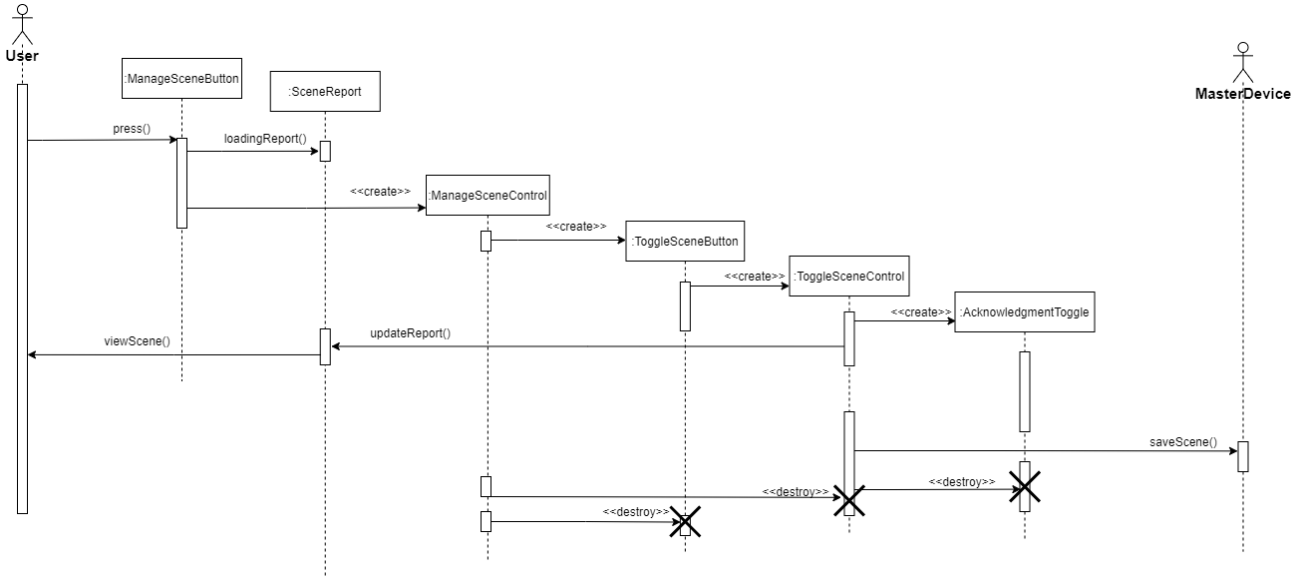 User
:ManageSceneButton
:SceneReport
MasterDevice
press()
loadingReport()
<<create>>
:ManageSceneControl
<<create>>
:ToggleSceneButton
<<create>>
:ToggleSceneControl
<<create>>
:AcknowledgmentToggle
updateReport()
viewScene()
saveScene()
<<destroy>>
<<destroy>>
<<destroy>>